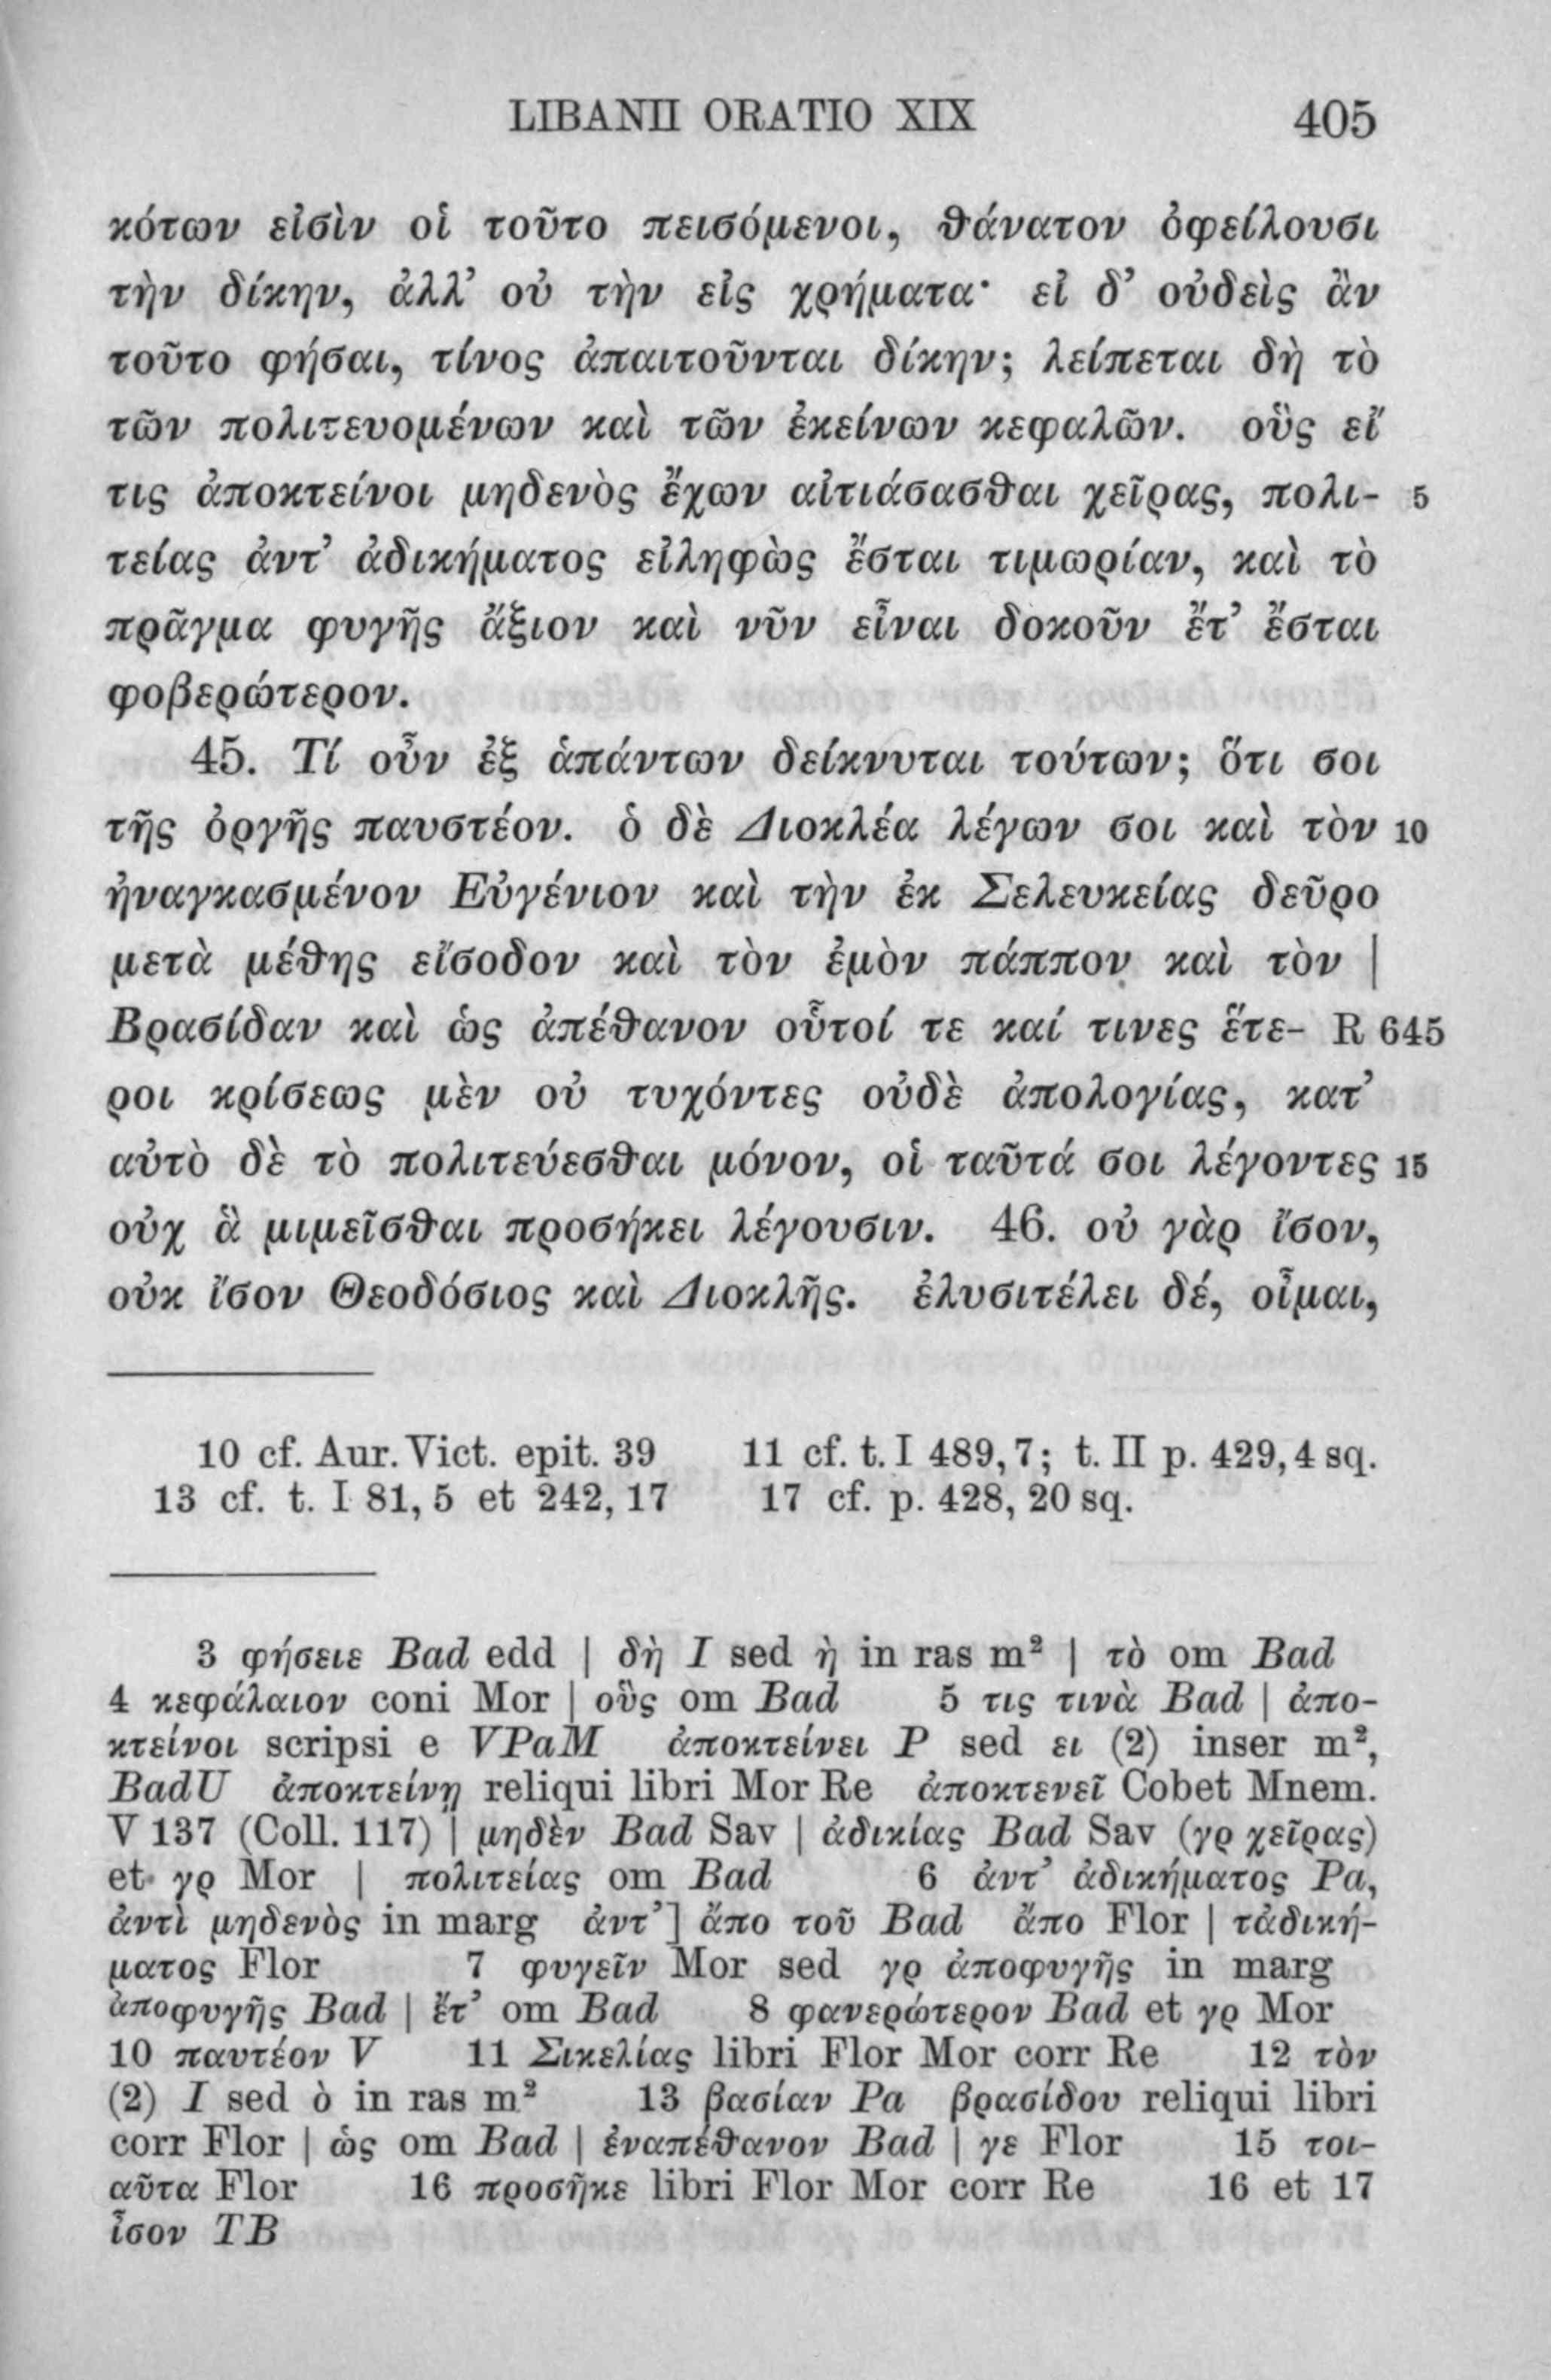 LIBANII ORATIO XIX 405
κότων εἰσὶν οἱ τοῦτο πεισόμενοι, θάνατον ὀφείλουσι
τὴν δίκην, ἀλλ’ οὐ τὴν εἰς χρήματα· εἰ δ’ οὐδεὶς ἂν
τοῦτο φήσαι, τίνος ἀπαιτοῦνται δίκην; λείπεται δὴ τὸ
τῶν πολιτευομένων καὶ τῶν ἐκείνων κεφαλῶν. οὓς εἴ
τις ἀποκτείνοι μηδενὸς ἔχων αἰτιάσασθαι χεῖρας, πολι- 5
τείας ἀντ’ ἀδικήματος εἰληφὼς ἔσται τιμωρίαν, καὶ τὸ
πρᾶγμα φυγῆς ἄξιον καὶ νῦν εἶναι δοκοῦν ἔτ’ ἔσται
φοβερώτερον.
45. Τί οὖν ἐξ ἁπάντων δείκνυται τούτων; ὅτι σοι
τῆς ὀργῆς παυστέον. ὁ δὲ Διοκλέα λέγων σοι καὶ τὸν 10
ἠναγκασμένον Εὐγένιον καὶ τὴν ἐκ Σελευκείας δεῦρο
μετὰ μέθης εἴσοδον καὶ τὸν ἐμὸν πάππον καὶ τὸν |
Βρασίδαν καὶ ὡς ἀπέθανον οὗτοί τε καί τινες ἕτε- R 645
ροι κρίσεως μὲν οὐ τυχόντες οὐδὲ ἀπολογίας, κατ’
αὐτὸ δὲ τὸ πολιτεύεσθαι μόνον, οἱ ταῦτά σοι λέγοντες 15
οὐχ ἃ μιμεῖσθαι προσήκει λέγουσιν. 46. οὐ γὰρ ἴσον,
οὐκ ἴσον Θεοδόσιος καὶ Διοκλῆς. ἐλυσιτέλει δέ, οἶμαι,
10 cf. Aur. Vict. epit. 39 11 cf. t. I 489, 7; t. II p. 429, 4 sq.
13 cf. t. I 81, 5 et 242, 17 17 cf. p. 428, 20 sq.
3 φήσειε Bad edd | δὴ I sed ὴ in ras m² | τὸ om Bad
4 κεφάλαιον coni Mor | οὓς om Bad 5 τις τινὰ Bad | ἀπο-
κτείνοι scripsi e VPaM ἀποκτείνει P sed ει (2) inser m²,
BadU ἀποκτείνῃ reliqui libri Mor Re ἀποκτενεῖ Cobet Mnem.
V 137 (Coll. 117) | μηδὲν Bad Sav | ἀδικίας Bad Sav (γρ χεῖρας)
et γρ Mor | πολιτείας om Bad 6 ἀντ’ ἀδικήματος Pa,
ἀντὶ μηδενὸς in marg ἀντ’] ἄπο τοῦ Bad ἄπο Flor | τἀδική-
ματος Flor 7 φυγεῖν Mor sed γρ ἀποφυγῆς in marg
ἀποφυγῆς Bad | ἔτ’ om Bad 8 φανερώτερον Bad et γρ Mor
10 παυτέον V 11 Σικελίας libri Flor Mor corr Re 12 τὸν
(2) I sed ὸ in ras m² 13 βασίαν Pa βρασίδου reliqui libri
corr Flor | ὡς om Bad | ἐναπέθανον Bad | γε Flor 15 τοι-
αῦτα Flor 16 προσῆκε libri Flor Mor corr Re 16 et 17
ἶσον TB